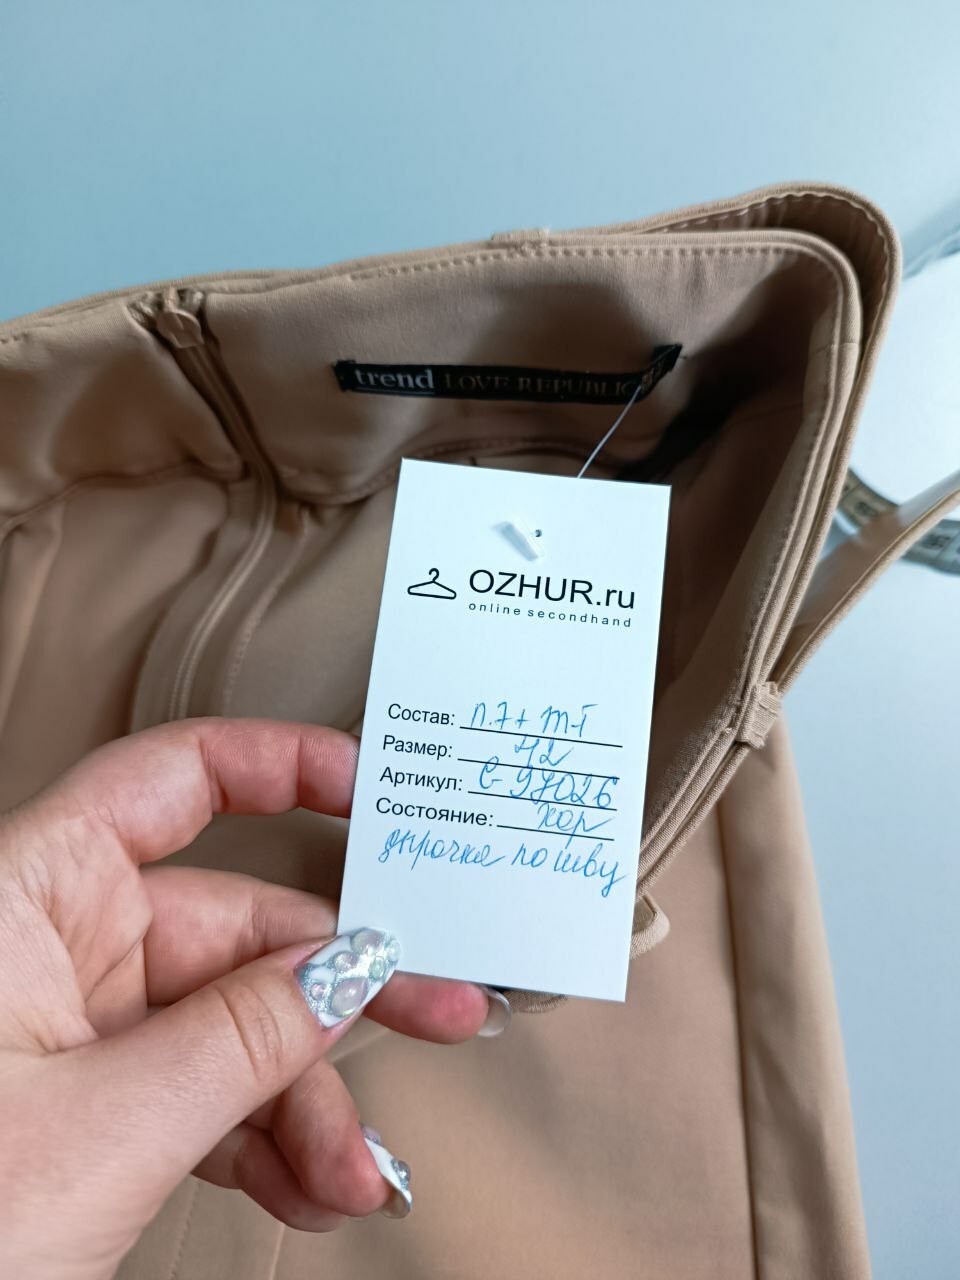 trend LOVE REPUBLIC
OZHUR.ru
online secondhand
Состав: п.э+
Размер: 42
Артикул: G 97026
Состояние: хор
дырочка по шву